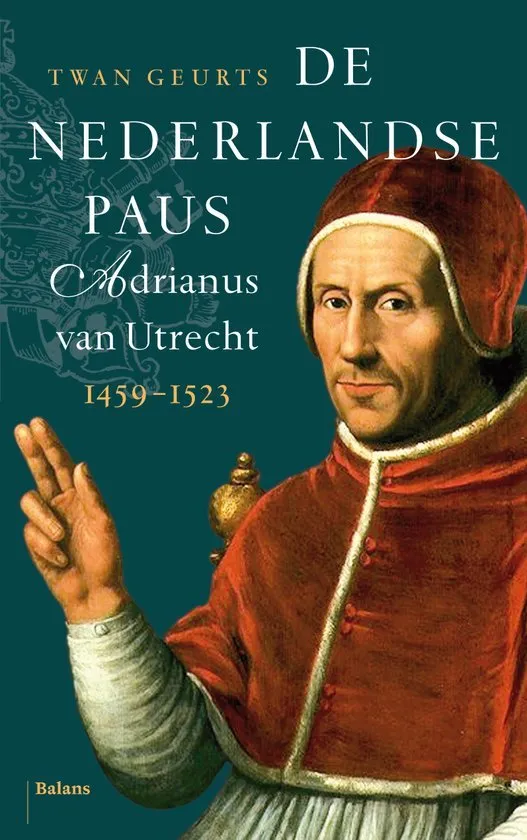 TWAN GEURTS DE
NEDERLANDSE
PAUS
Adrianus
van Utrecht
1459–1523
Balans